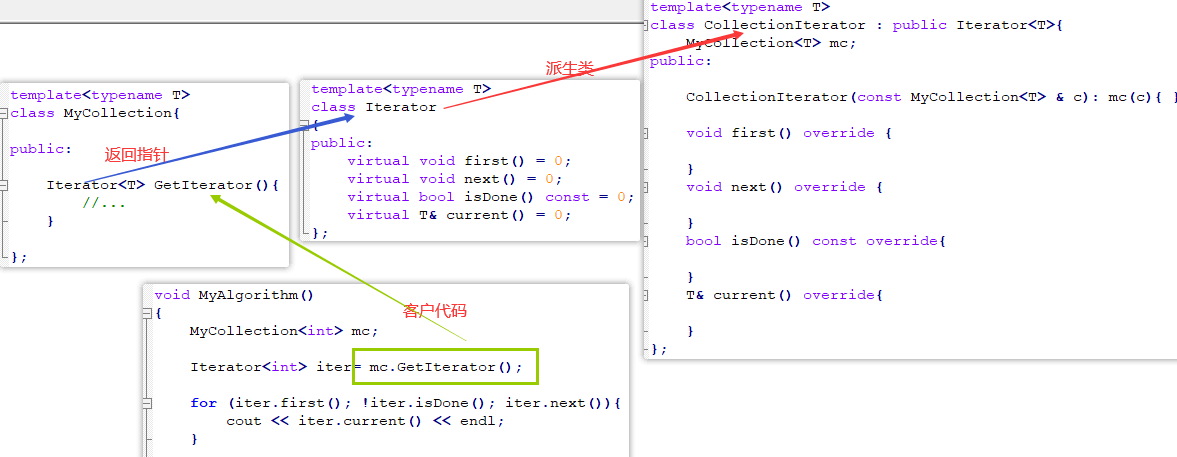 template<typename T>
class MyCollection{
public:
返回指针
Iterator<T> GetIterator(){
//...
}
};
template<typename T>
class Iterator
{
public:
virtual void first() = 0;
virtual void next() = 0;
virtual bool isDone() const = 0;
virtual T& current() = 0;
};
派生类
template<typename T>
class CollectionIterator : public Iterator<T>{
MyCollection<T> mc;
public:
CollectionIterator(const MyCollection<T> & c): mc(c){ }
void first() override {
}
void next() override {
}
bool isDone() const override{
}
T& current() override{
}
};
void MyAlgorithm()
{
客户代码
MyCollection<int> mc;
Iterator<int> iter= mc.GetIterator();
for (iter.first(); !iter.isDone(); iter.next()){
cout << iter.current() << endl;
}